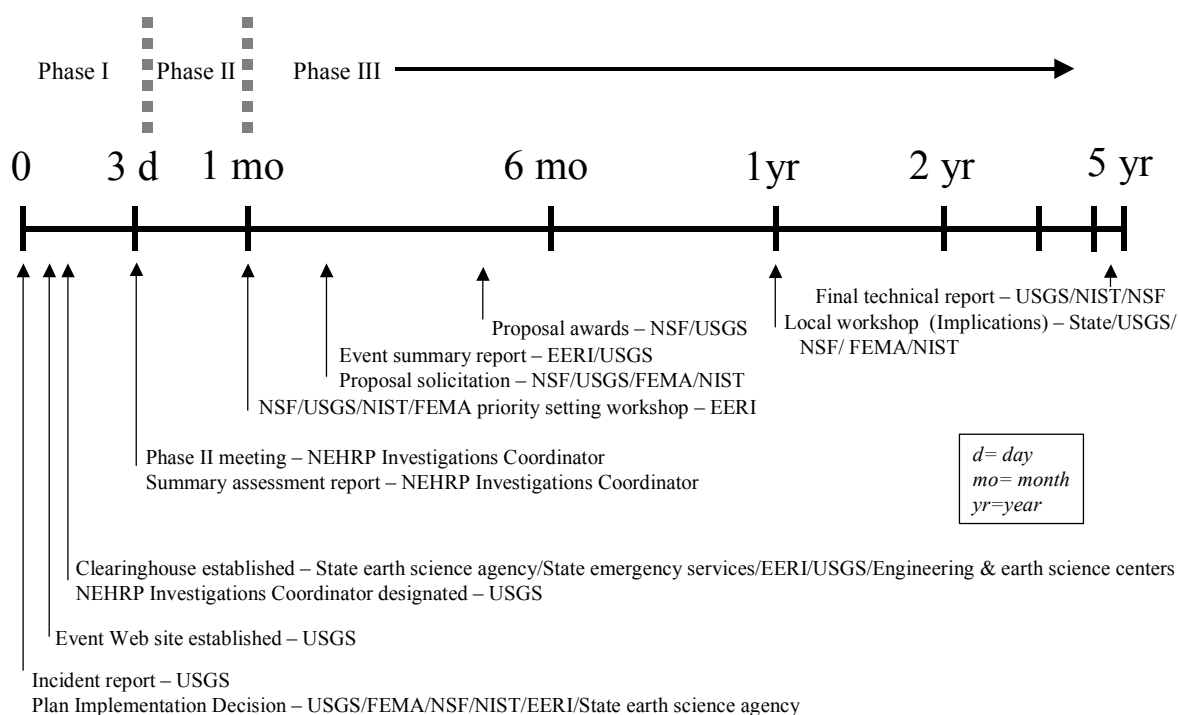 Phase I
Phase II
Phase III
0
3 d
1 mo
6 mo
1yr
2 yr
5 yr
Final technical report – USGS/NIST/NSF
Local workshop (Implications) – State/USGS/
NSF/ FEMA/NIST
Proposal awards – NSF/USGS
Event summary report – EERI/USGS
Proposal solicitation – NSF/USGS/FEMA/NIST
NSF/USGS/NIST/FEMA priority setting workshop – EERI
Phase II meeting – NEHRP Investigations Coordinator
Summary assessment report – NEHRP Investigations Coordinator
d= day
mo= month
yr=year
Clearinghouse established – State earth science agency/State emergency services/EERI/USGS/Engineering & earth science centers
NEHRP Investigations Coordinator designated – USGS
Event Web site established – USGS
Incident report – USGS
Plan Implementation Decision – USGS/FEMA/NSF/NIST/EERI/State earth science agency